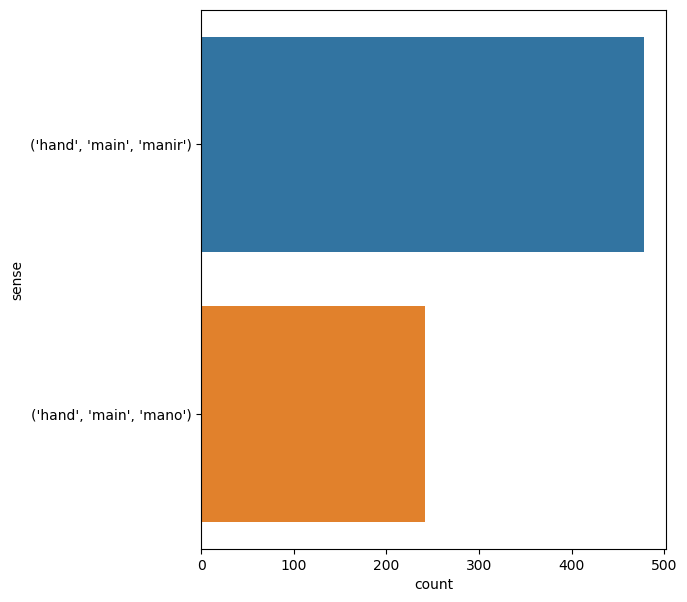 ('hand', 'main', 'manir')
('hand', 'main', 'mano')
sense
0 100 200 300 400 500
count